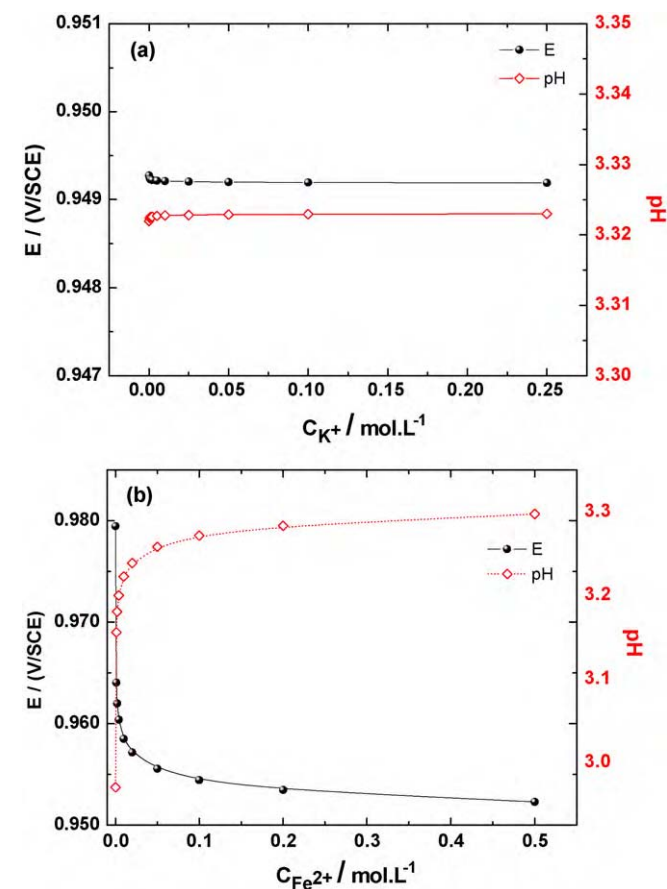 (a)
E
pH
0.951
0.950
0.949
0.948
0.947
E / (V/SCE)
3.35
3.34
3.33
3.32
3.31
3.30
pH
0.00 0.05 0.10 0.15 0.20 0.25
C_K+ / mol.L⁻¹
(b)
E
pH
0.980
0.970
0.960
0.950
E / (V/SCE)
3.3
3.2
3.1
3.0
pH
0.0 0.1 0.2 0.3 0.4 0.5
C_Fe²⁺ / mol.L⁻¹